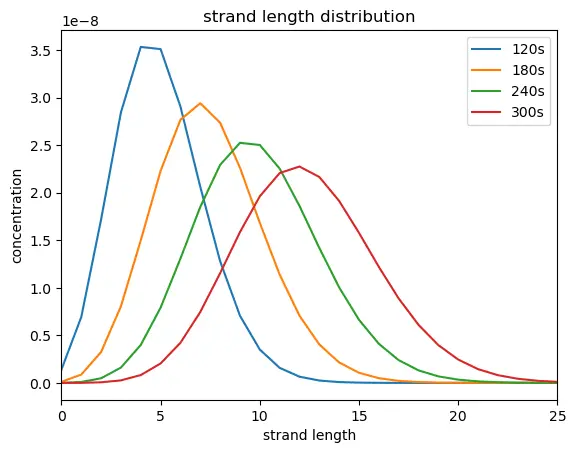 strand length distribution
1e−8
3.5
3.0
2.5
2.0
1.5
1.0
0.5
0.0
concentration
120s
180s
240s
300s
0 5 10 15 20 25
strand length